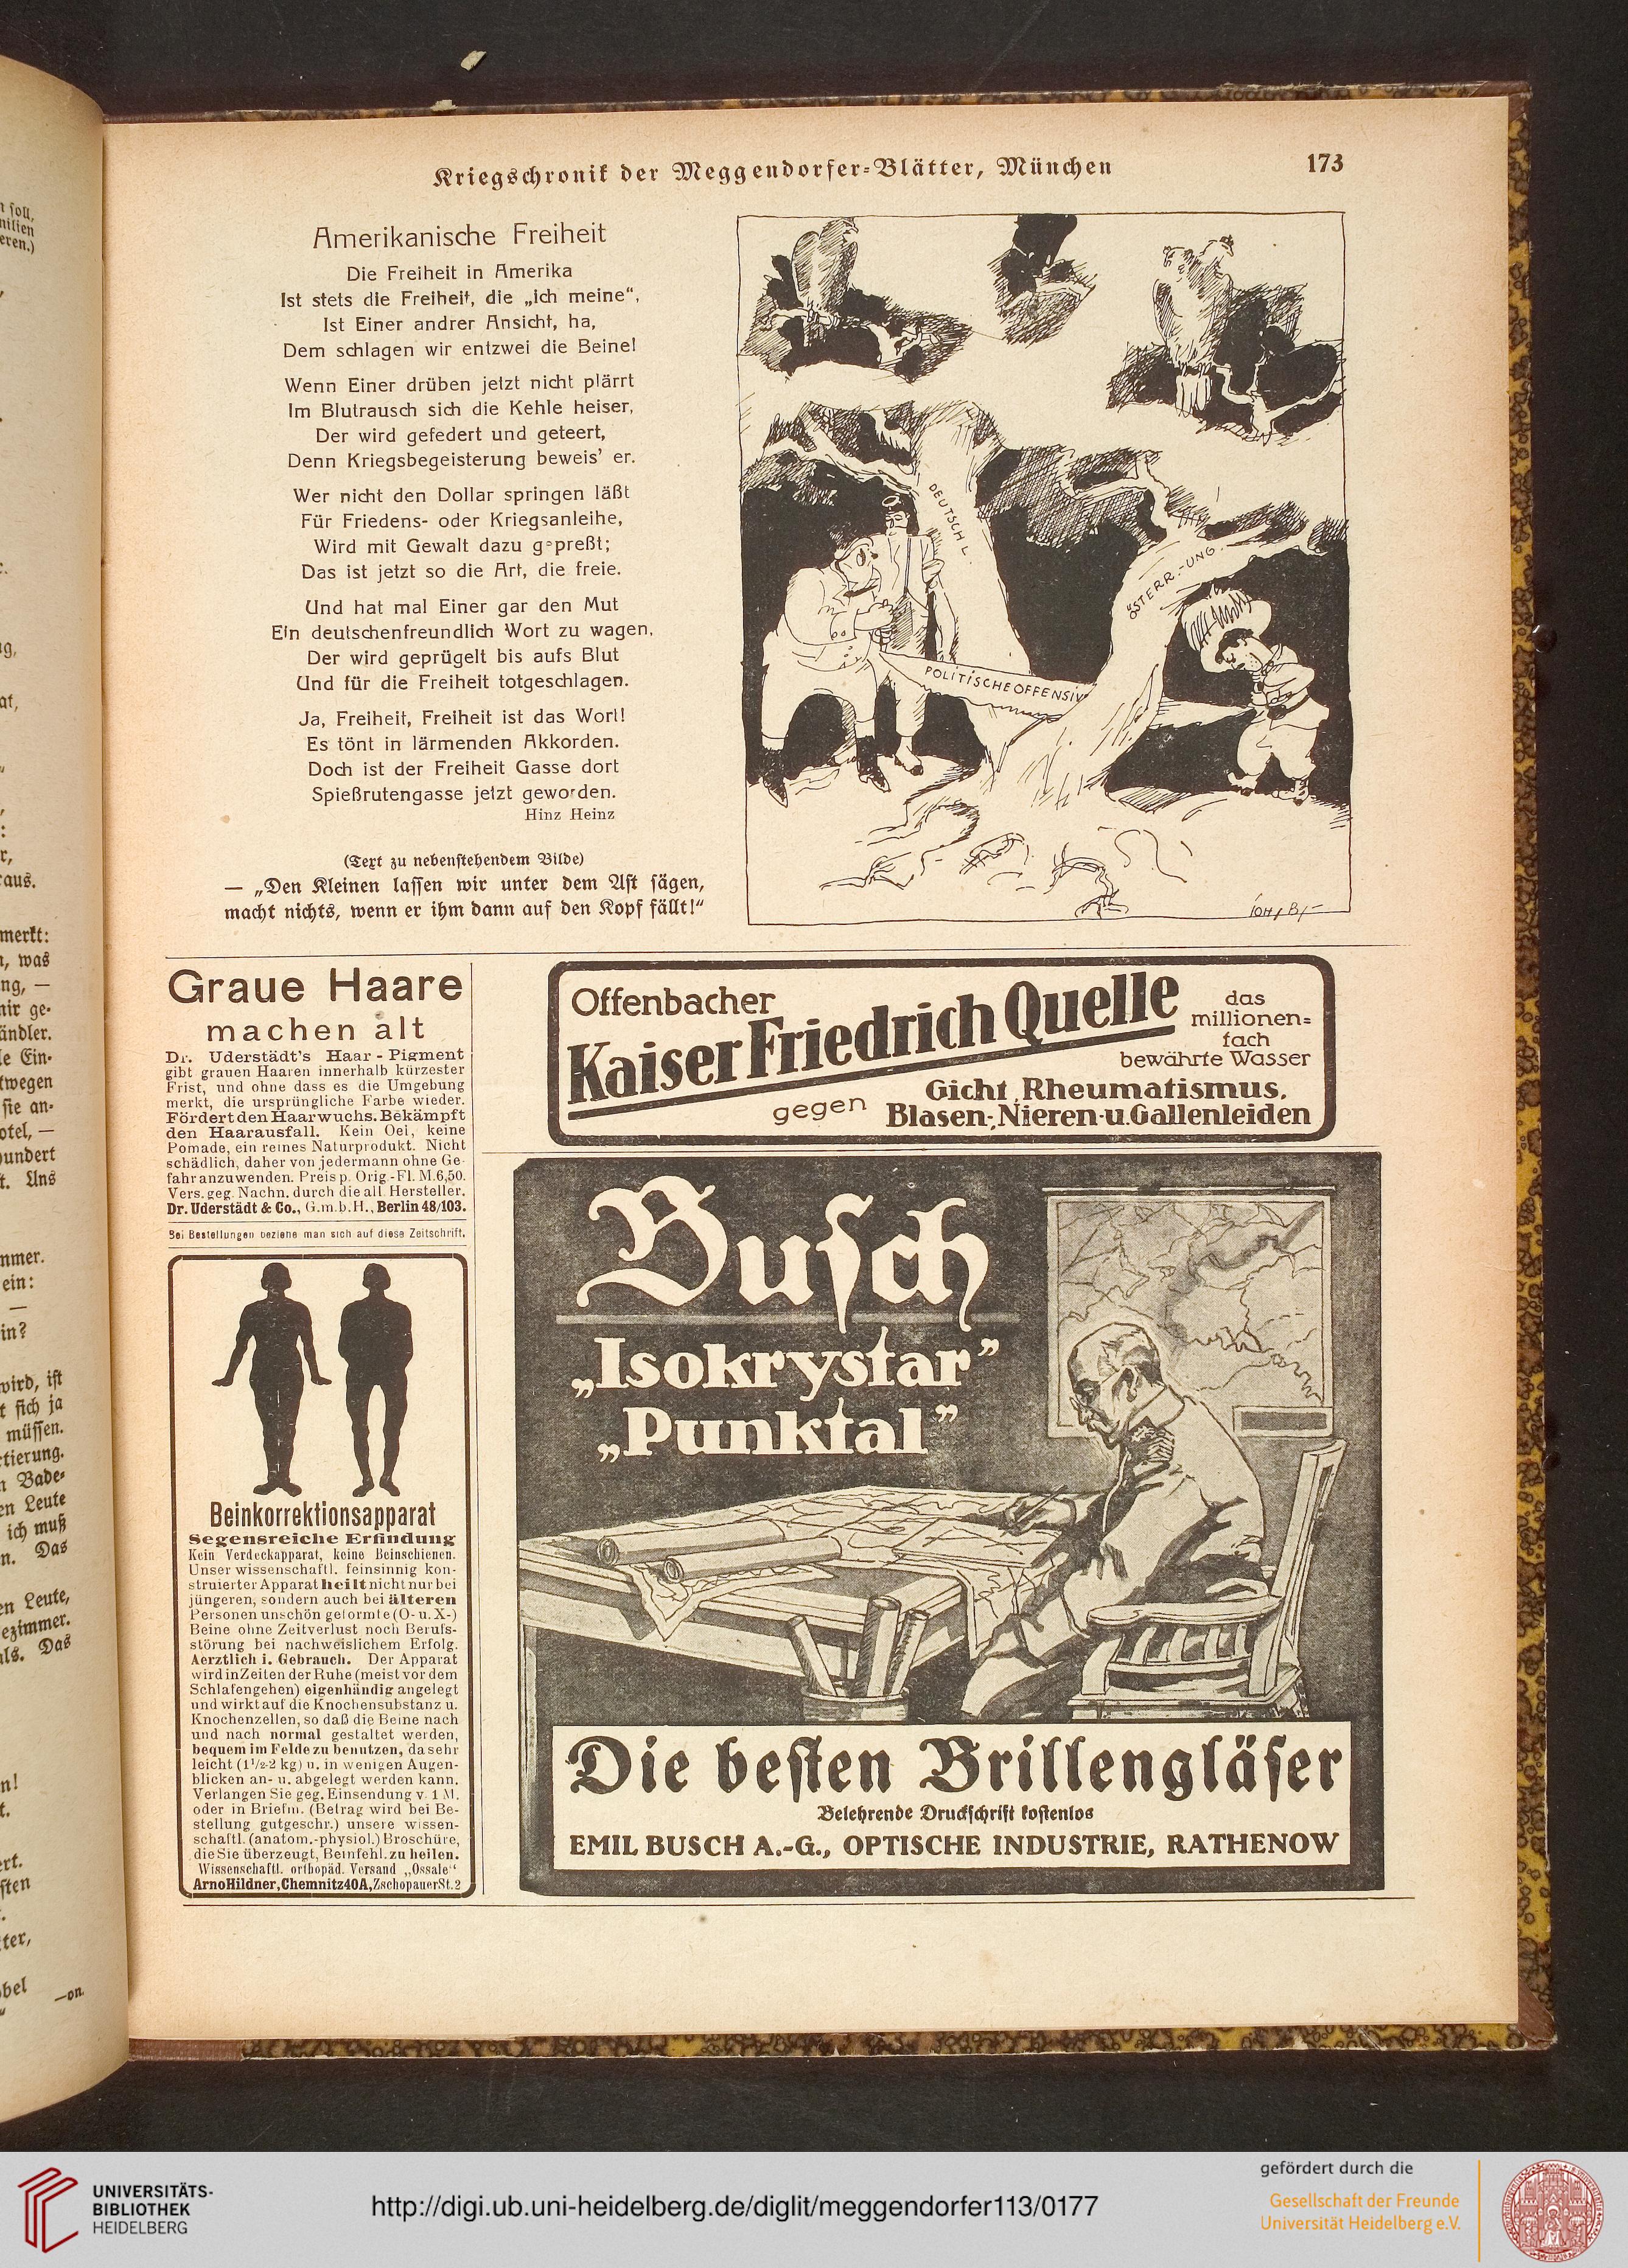 Kriegschronik der Meggendorfer-Blätter, München
173
Amerikanische Freiheit
Die Freiheit in Amerika
Ist stets die Freiheit, die „ich meine“,
Ist Einer andrer Ansicht, ha,
Dem schlagen wir entzwei die Beine!
Wenn Einer drüben jetzt nicht plärrt
Im Blutrausch sich die Kehle heiser,
Der wird gefedert und geteert,
Denn Kriegsbegeisterung beweis' er.
Wer nicht den Dollar springen läßt
Für Friedens- oder Kriegsanleihe,
Wird mit Gewalt dazu gepreßt;
Das ist jetzt so die Art, die freie.
Und hat mal Einer gar den Mut
Ein deutschenfreundlich Wort zu wagen,
Der wird geprügelt bis aufs Blut
Und für die Freiheit totgeschlagen.
Ja, Freiheit, Freiheit ist das Wort!
Es tönt in lärmenden Akkorden.
Doch ist der Freiheit Gasse dort
Spießrutengasse jetzt geworden.
Hinz Heinz
(Text zu nebenstehendem Bilde)
— „Den Kleinen lassen wir unter dem Ast sägen,
macht nichts, wenn er ihm dann auf den Kopf fällt!“
DEUTSCHL
ÖSTERR.-UNG.
POLITISCHE OFFENSIV
Graue Haare
machen alt
Dr. Uderstädt's Haar-Pigment
gibt grauen Haaren innerhalb kürzester
Frist, und ohne dass es die Umgebung
merkt, die ursprüngliche Farbe wieder.
Fördert den Haarwuchs. Bekämpft
den Haarausfall. Kein Oel, keine
Pomade, ein reines Naturprodukt. Nicht
schädlich, daher von jedermann ohne Ge-
fahr anzuwenden. Preis p. Orig.-Fl. M. 6,50.
Vers. geg. Nachn. durch die all. Hersteller.
Dr. Uderstädt & Co., G.m.b.H., Berlin 48/103.
Bei Bestellungen beziehe man sich auf diese Zeitschrift.
Beinkorrektionsapparat
Segensreiche Erfindung
Kein Verdeckapparat, keine Beinschienen.
Unser wissenschaftl. feinsinnig kon-
struierter Apparat heilt nicht nur bei
jüngeren, sondern auch bei älteren
Personen unschön geformte (O- u. X-)
Beine ohne Zeitverlust noch Berufs-
störung bei nachweislichem Erfolg.
Aerztlich i. Gebrauch. Der Apparat
wird in Zeiten der Ruhe (meist vor dem
Schlafengehen) eigenhändig angelegt
und wirkt auf die Knochensubstanz u.
Knochenzellen, so daß die Beine nach
und nach normal gestaltet werden,
bequem im Felde zu benutzen, da sehr
leicht (1½-2 kg) u. in wenigen Augen-
blicken an- u. abgelegt werden kann.
Verlangen Sie geg. Einsendung v. 1 M.
oder in Briefm. (Betrag wird bei Be-
stellung gutgeschr.) unsere wissen-
schaftl. (anatom.-physiol.) Broschüre,
die Sie überzeugt, Beinfehl. zu heilen.
Wissenschaftl. orthopäd. Versand „Ossale“
Arno Hildner, Chemnitz 40A, Zschopauer St. 2
Offenbacher
Kaiser Friedrich Quelle
das
millionen=
fach
bewährte Wasser
gegen
Gicht, Rheumatismus,
Blasen-, Nieren- u. Gallenleiden
Busch
„Isokrystar”
„Punktal”
Die besten Brillengläser
Belehrende Druckschrift kostenlos
EMIL BUSCH A.-G., OPTISCHE INDUSTRIE, RATHENOW
UNIVERSITÄTS-
BIBLIOTHEK
HEIDELBERG
http://digi.ub.uni-heidelberg.de/diglit/meggendorfer113/0177
gefördert durch die
Gesellschaft der Freunde
Universität Heidelberg e.V.